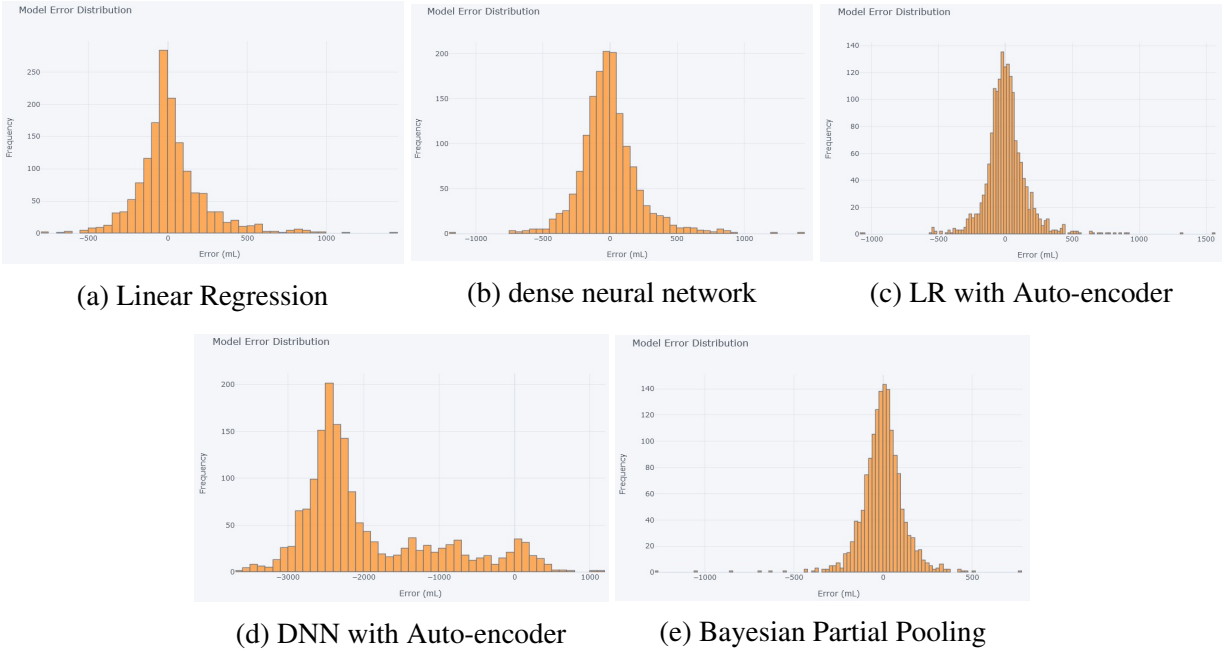 Model Error Distribution
Frequency
250
200
150
100
50
0
−500
0
500
1000
Error (mL)
(a) Linear Regression
Model Error Distribution
Frequency
200
150
100
50
0
−1000
−500
0
500
1000
Error (mL)
(b) dense neural network
Model Error Distribution
Frequency
140
120
100
80
60
40
20
0
−1000
−500
0
500
1000
1500
Error (mL)
(c) LR with Auto-encoder
Model Error Distribution
Frequency
200
150
100
50
0
−3000
−2000
−1000
0
1000
Error (mL)
(d) DNN with Auto-encoder
Model Error Distribution
Frequency
140
120
100
80
60
40
20
0
−1000
−500
0
500
Error (mL)
(e) Bayesian Partial Pooling